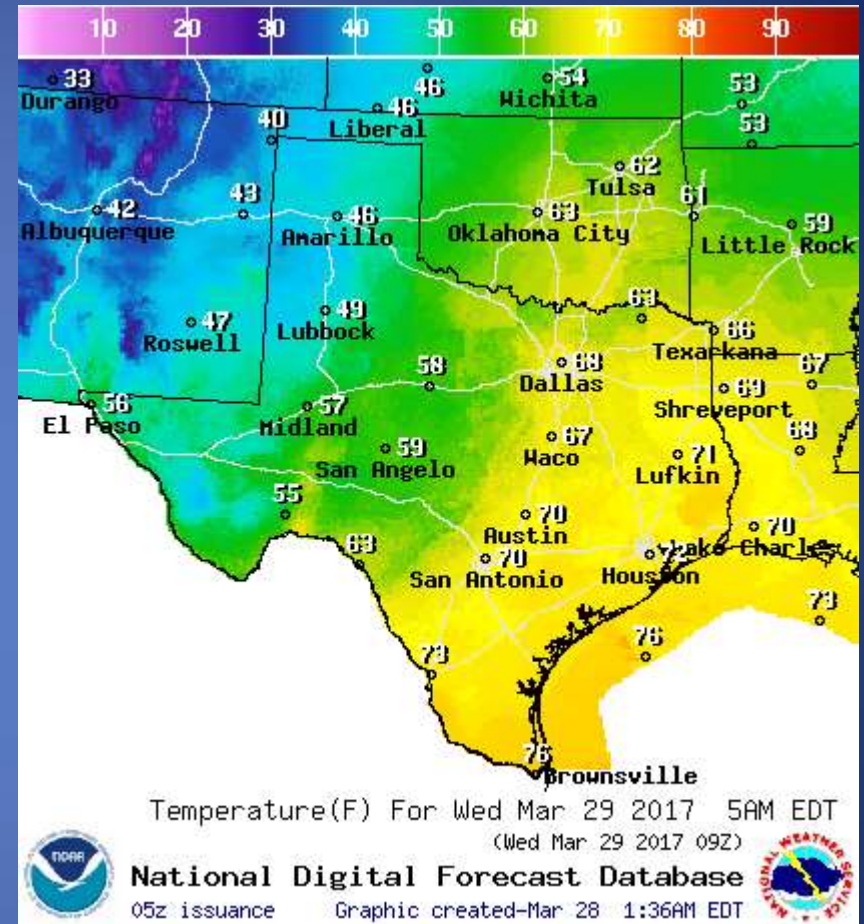 10 20 30 40 50 60 70 80 90
33
Durango
46
54
Wichita
53
46
Liberal
40
53
62
Tulsa
42
Albuquerque
43
46
Amarillo
63
Oklahoma City
61
59
Little Rock
47
Roswell
49
Lubbock
63
66
Texarkana
58
68
Dallas
67
69
Shreveport
56
El Paso
57
Midland
59
San Angelo
67
Waco
71
Lufkin
68
55
70
Austin
70
Lake Charles
63
70
San Antonio
Houston
73
76
73
76
Brownsville
Temperature(F) For Wed Mar 29 2017 5AM EDT
(Wed Mar 29 2017 09Z)
NOAA
NATIONAL WEATHER SERVICE
National Digital Forecast Database
05z issuance Graphic created-Mar 28 1:36AM EDT